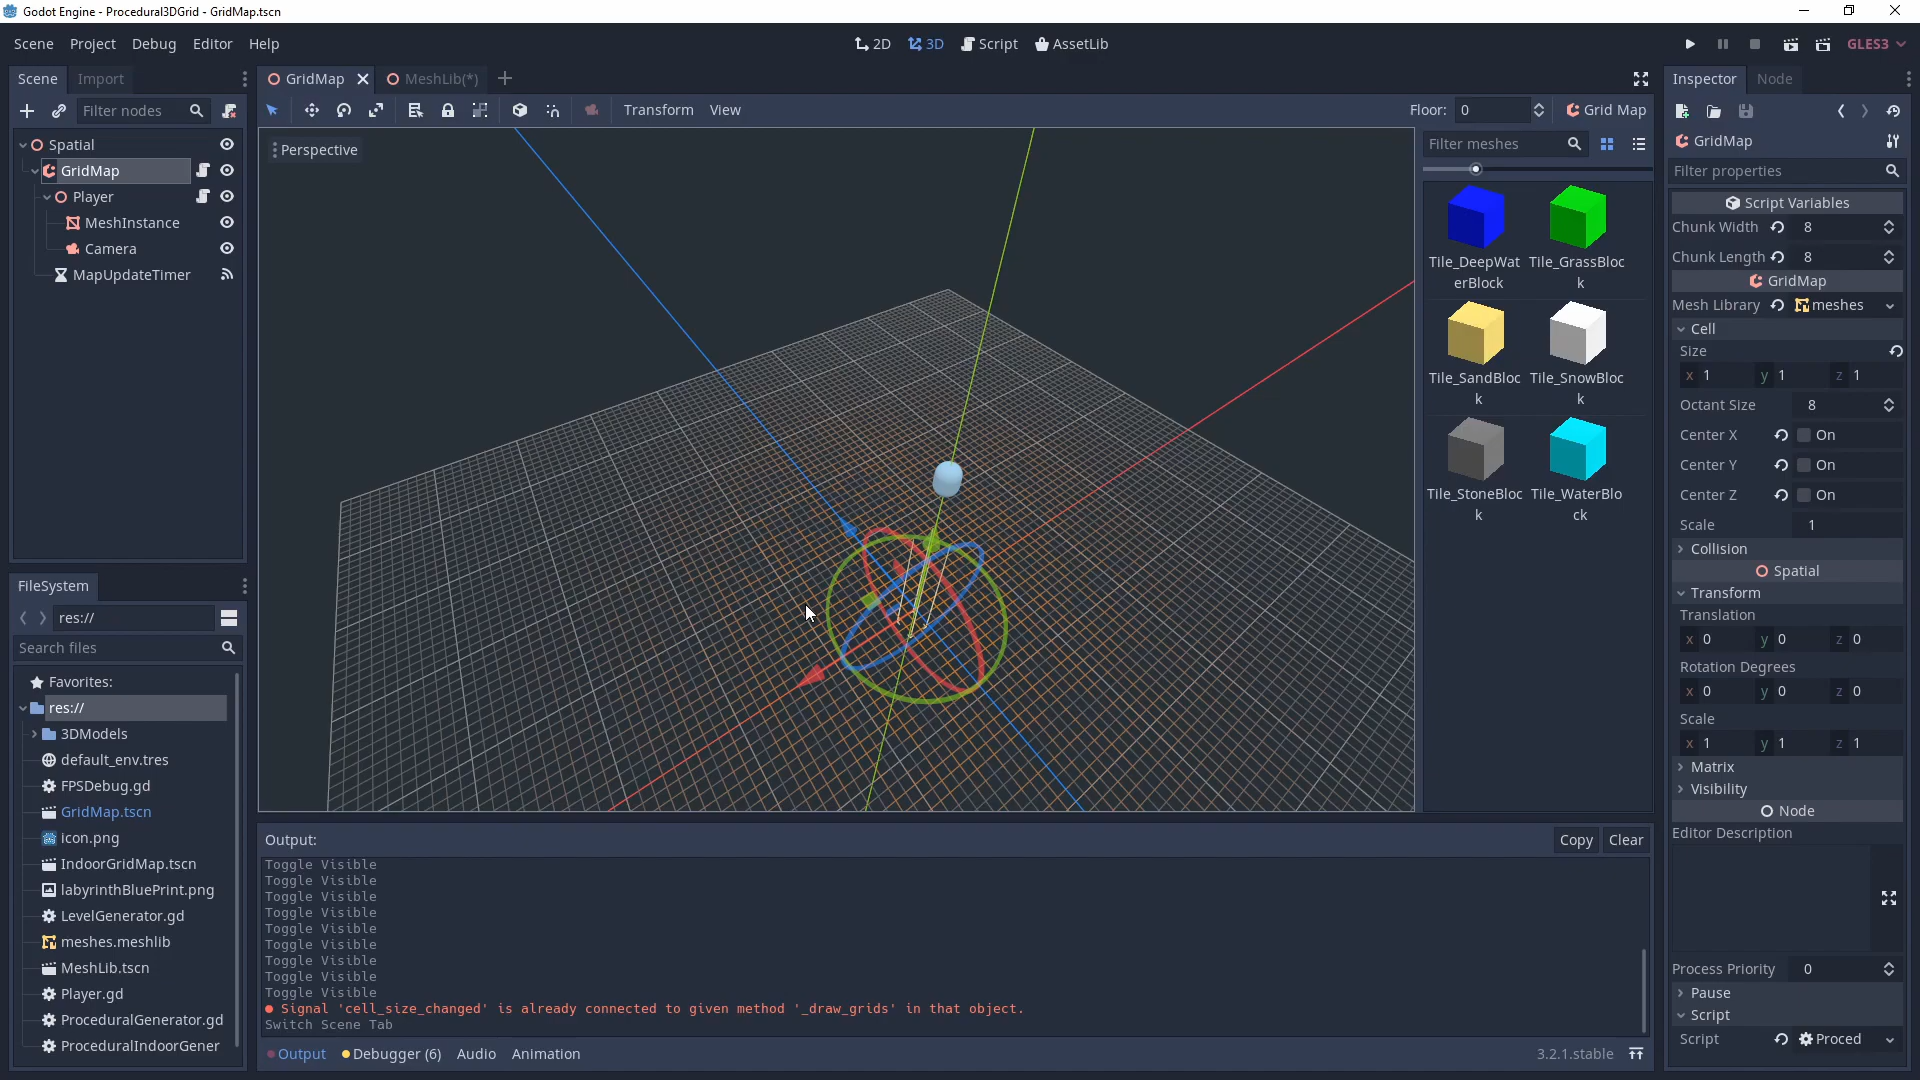 Godot Engine - Procedural3DGrid - GridMap.tscn
Scene Project Debug Editor Help
2D 3D Script AssetLib
GLES3
Scene Import
GridMap MeshLib(*)
Inspector Node
Filter nodes
Transform View
Floor: 0 Grid Map
Spatial
GridMap
Player
MeshInstance
Camera
MapUpdateTimer
Perspective
Filter meshes
Tile_DeepWat
erBlock
Tile_GrassBloc
k
Tile_SandBloc
k
Tile_SnowBloc
k
Tile_StoneBloc
k
Tile_WaterBlo
ck
GridMap
Filter properties
Script Variables
Chunk Width 8
Chunk Length 8
GridMap
Mesh Library meshes
Cell
Size
x 1 y 1 z 1
Octant Size 8
Center X On
Center Y On
Center Z On
Scale 1
Collision
Spatial
Transform
Translation
x 0 y 0 z 0
Rotation Degrees
x 0 y 0 z 0
Scale
x 1 y 1 z 1
Matrix
Visibility
Node
Editor Description
Process Priority 0
Pause
Script
Script Proced
FileSystem
res://
Search files
Favorites:
res://
3DModels
default_env.tres
FPSDebug.gd
GridMap.tscn
icon.png
IndoorGridMap.tscn
labyrinthBluePrint.png
LevelGenerator.gd
meshes.meshlib
MeshLib.tscn
Player.gd
ProceduralGenerator.gd
ProceduralIndoorGener
Output:
Copy Clear
Toggle Visible
Toggle Visible
Toggle Visible
Toggle Visible
Toggle Visible
Toggle Visible
Toggle Visible
Toggle Visible
Toggle Visible
Signal 'cell_size_changed' is already connected to given method '_draw_grids' in that object.
Switch Scene Tab
Output Debugger (6) Audio Animation
3.2.1.stable